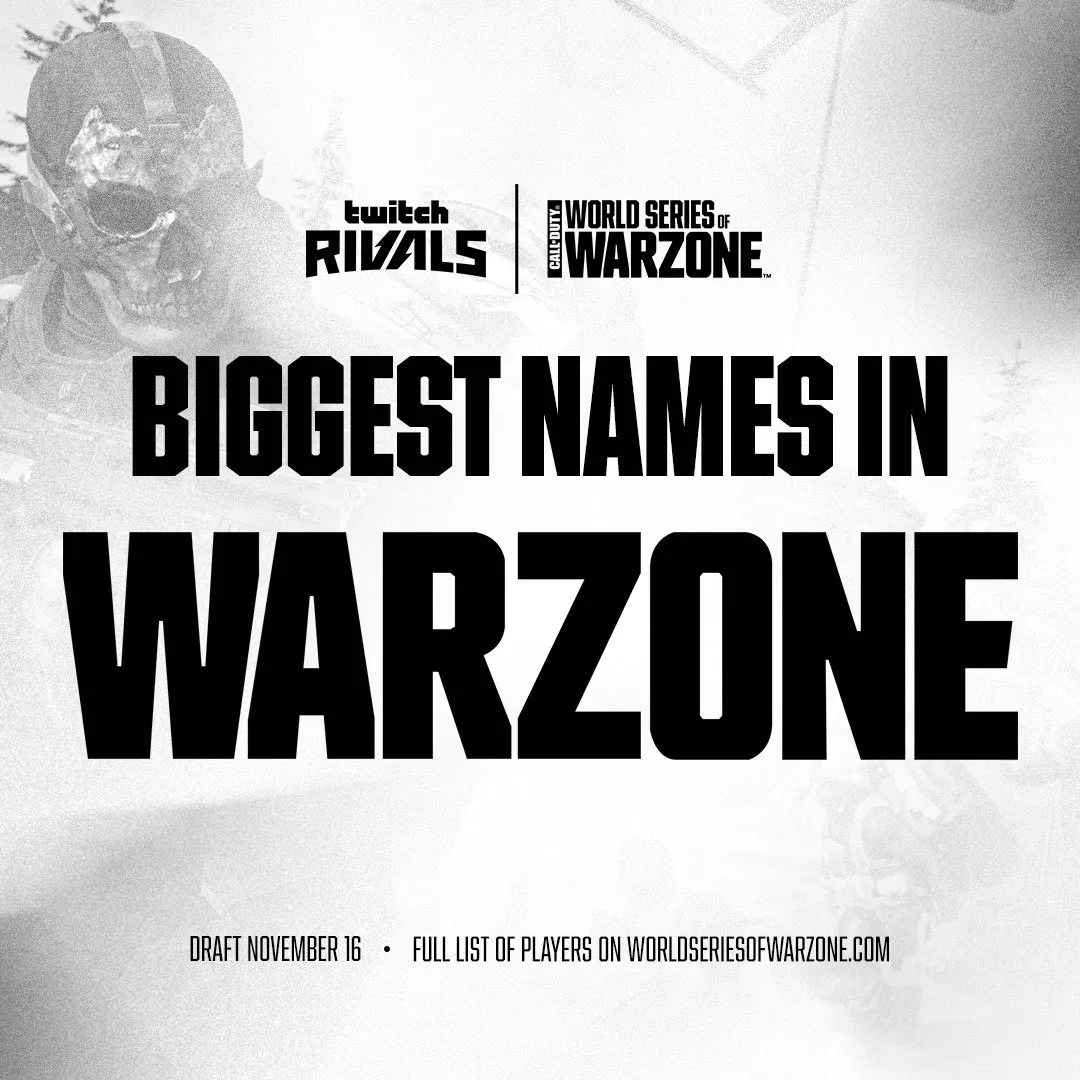 twitch
RIVALS
CALL OF DUTY®
WORLD SERIES OF
WARZONE™
BIGGEST NAMES IN
WARZONE
DRAFT NOVEMBER 16 • FULL LIST OF PLAYERS ON WORLDSERIESOFWARZONE.COM